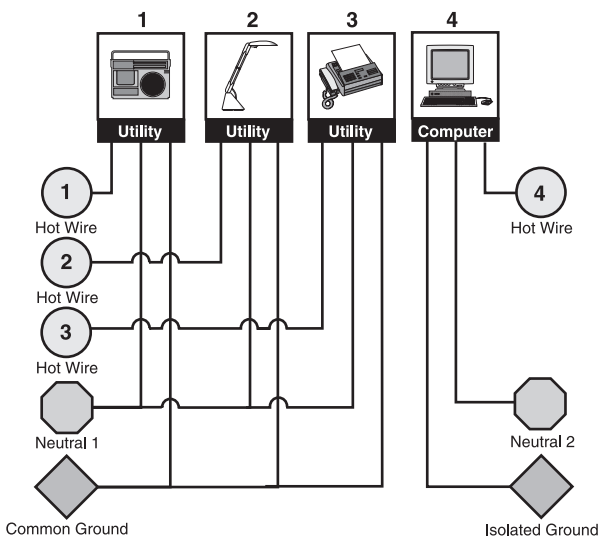 1 2 3 4
Utility Utility Utility Computer
1 4
Hot Wire Hot Wire
2
Hot Wire
3
Hot Wire
Neutral 1 Neutral 2
Common Ground Isolated Ground